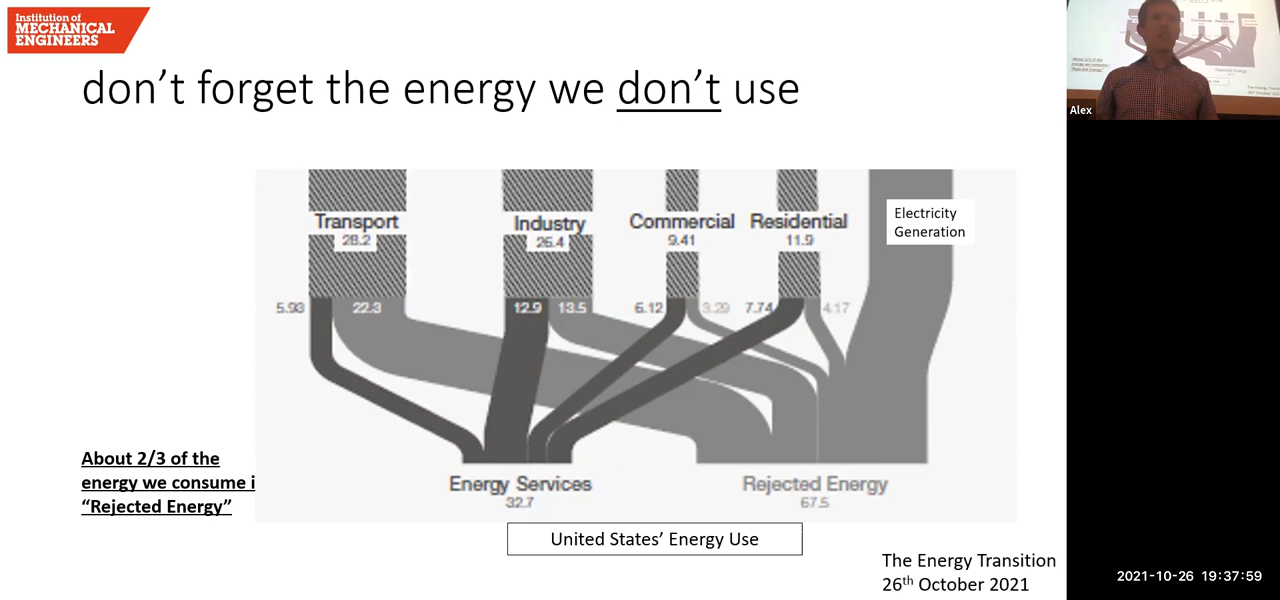 Institution of
MECHANICAL
ENGINEERS
don't forget the energy we don't use
Transport
28.2
Industry
26.4
Commercial
9.41
Residential
11.9
Electricity
Generation
5.93
22.3
12.9
13.5
6.12
3.29
7.74
4.17
About 2/3 of the
energy we consume i
"Rejected Energy"
Energy Services
32.7
Rejected Energy
67.5
United States' Energy Use
The Energy Transition
26th October 2021
Alex
2021-10-26 19:37:59